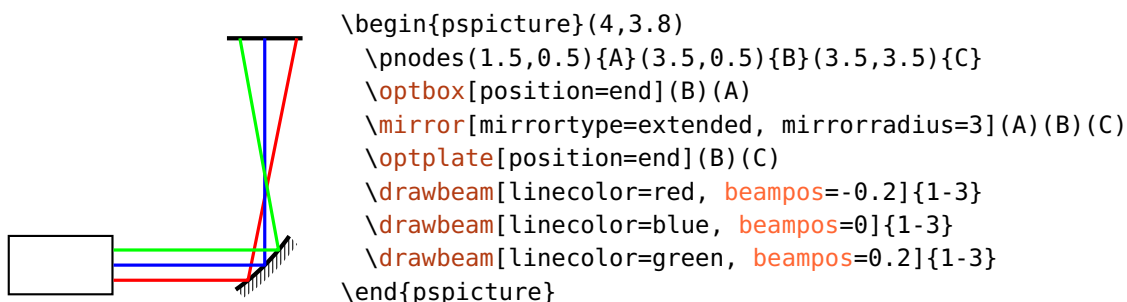 \begin{pspicture}(4,3.8)
\pnodes(1.5,0.5){A}(3.5,0.5){B}(3.5,3.5){C}
\optbox[position=end](B)(A)
\mirror[mirrortype=extended, mirrorradius=3](A)(B)(C)
\optplate[position=end](B)(C)
\drawbeam[linecolor=red, beampos=-0.2]{1-3}
\drawbeam[linecolor=blue, beampos=0]{1-3}
\drawbeam[linecolor=green, beampos=0.2]{1-3}
\end{pspicture}